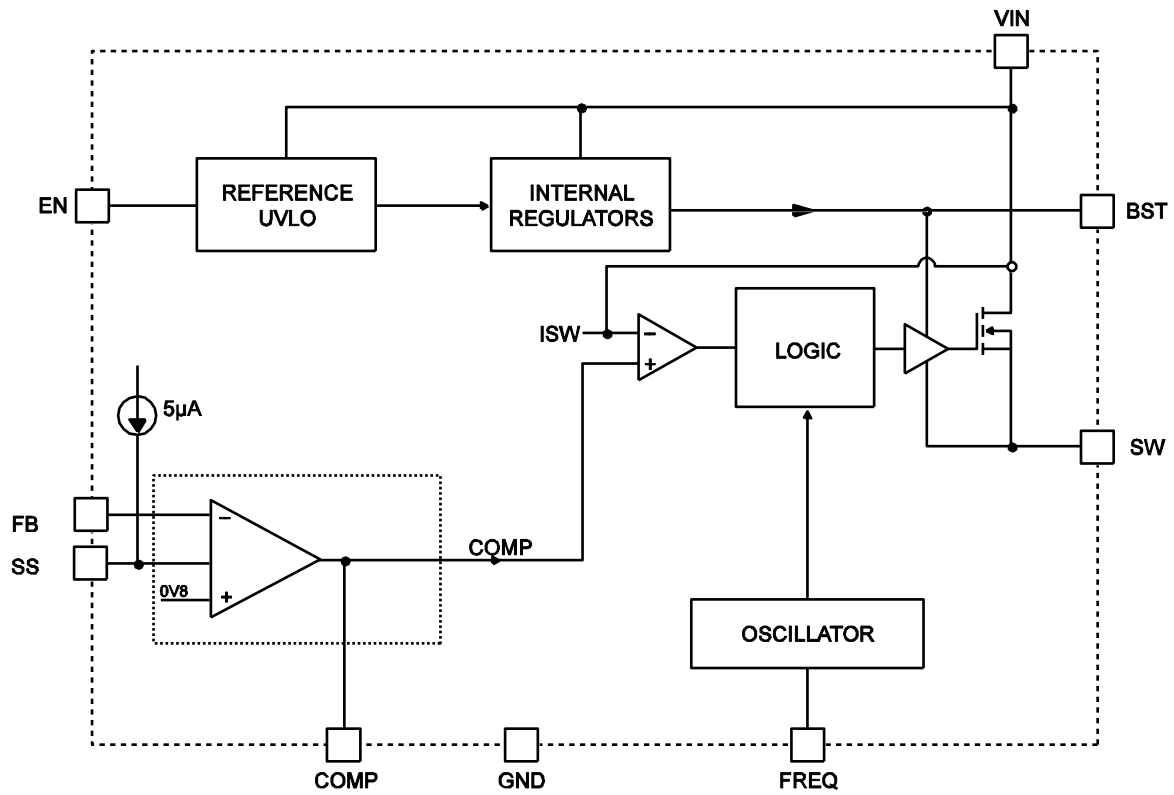 VIN
EN
REFERENCE
UVLO
INTERNAL
REGULATORS
BST
ISW
−
+
LOGIC
5µA
SW
FB
−
SS
COMP
0V8
+
OSCILLATOR
COMP
GND
FREQ